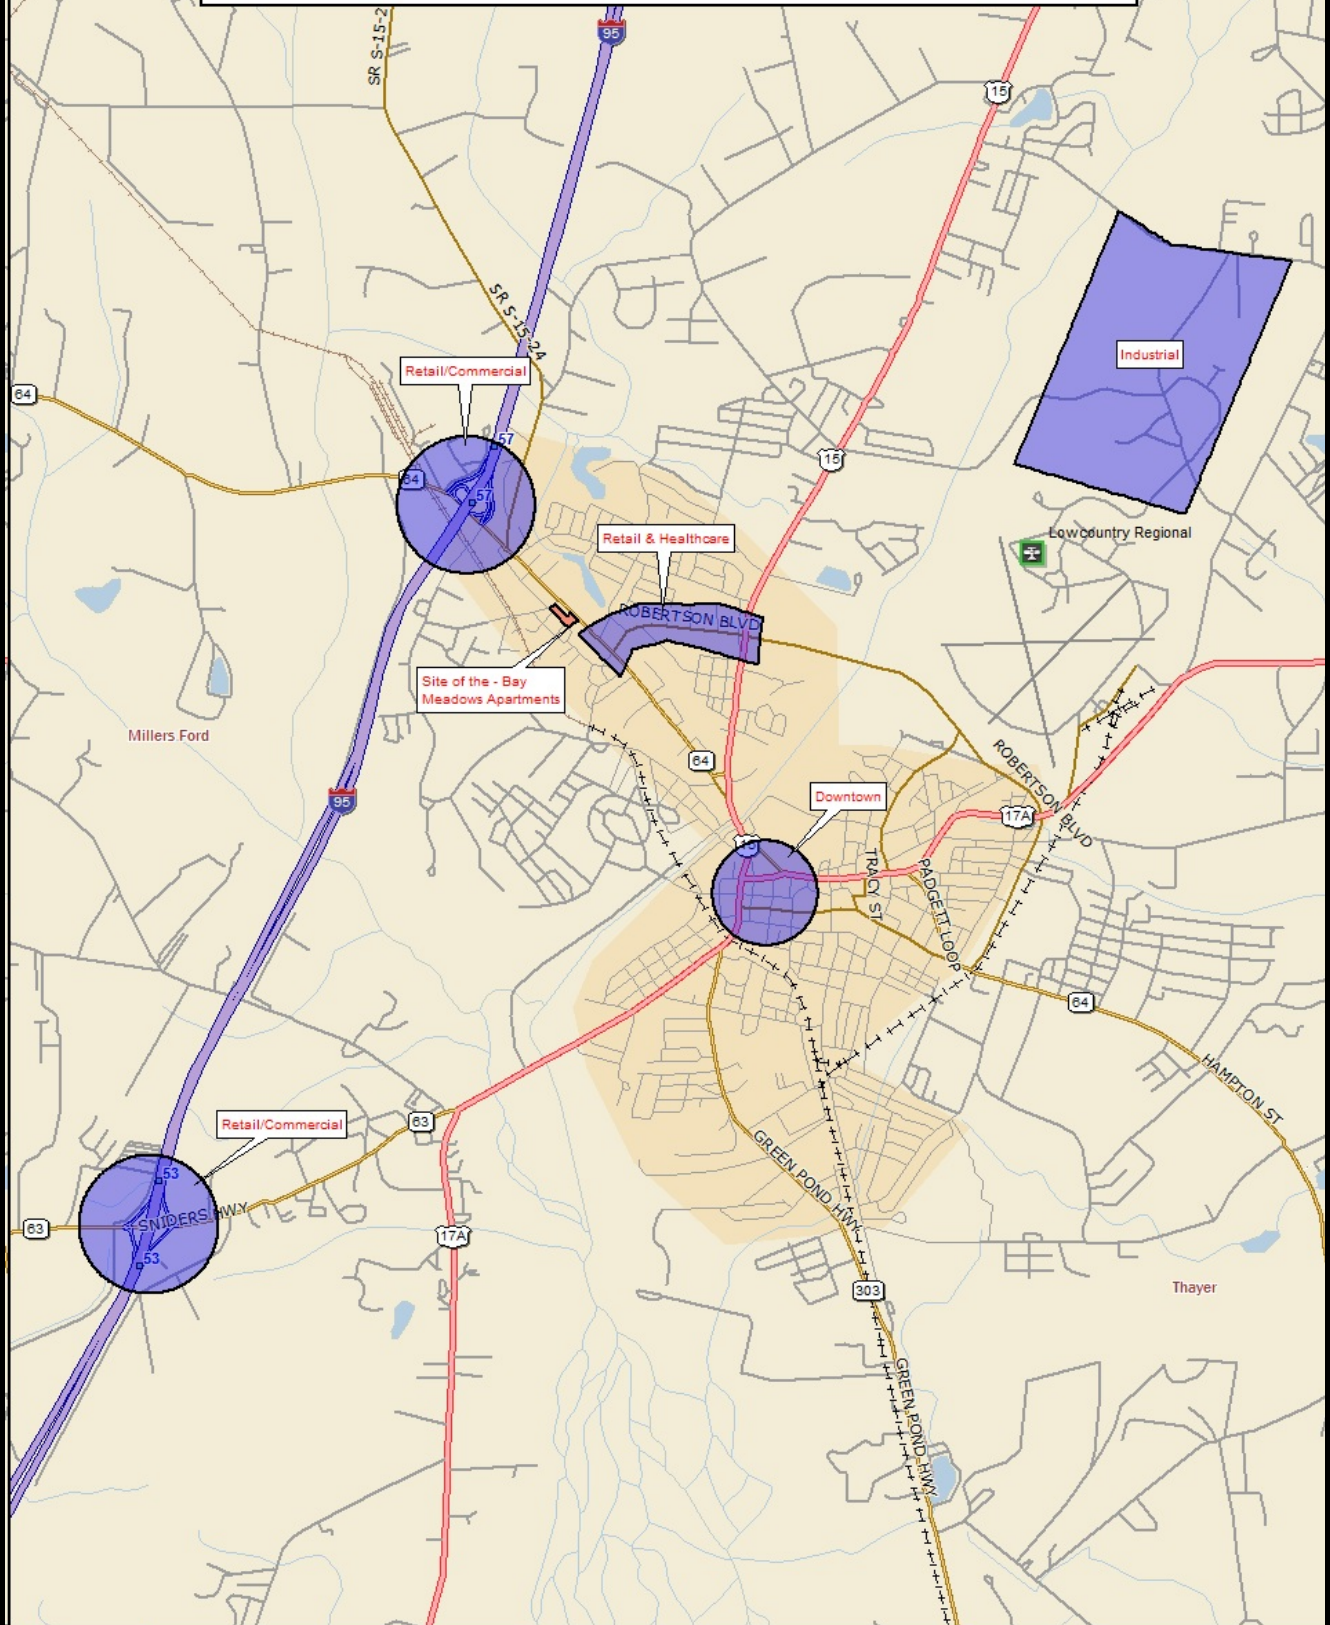 SR S-15-2
95
15
SR S-15-24
Industrial
Retail/Commercial
64
57
64
57
15
Retail & Healthcare
Lowcountry Regional
ROBERTSON BLVD
Site of the - Bay
Meadows Apartments
Millers Ford
64
ROBERTSON BLVD
95
Downtown
17A
15
TRACY ST
PADGETT LOOP
64
HAMPTON ST
Retail/Commercial
63
GREEN POND HWY
53
SNIDERS HWY
63
17A
53
303
Thayer
GREEN POND HWY